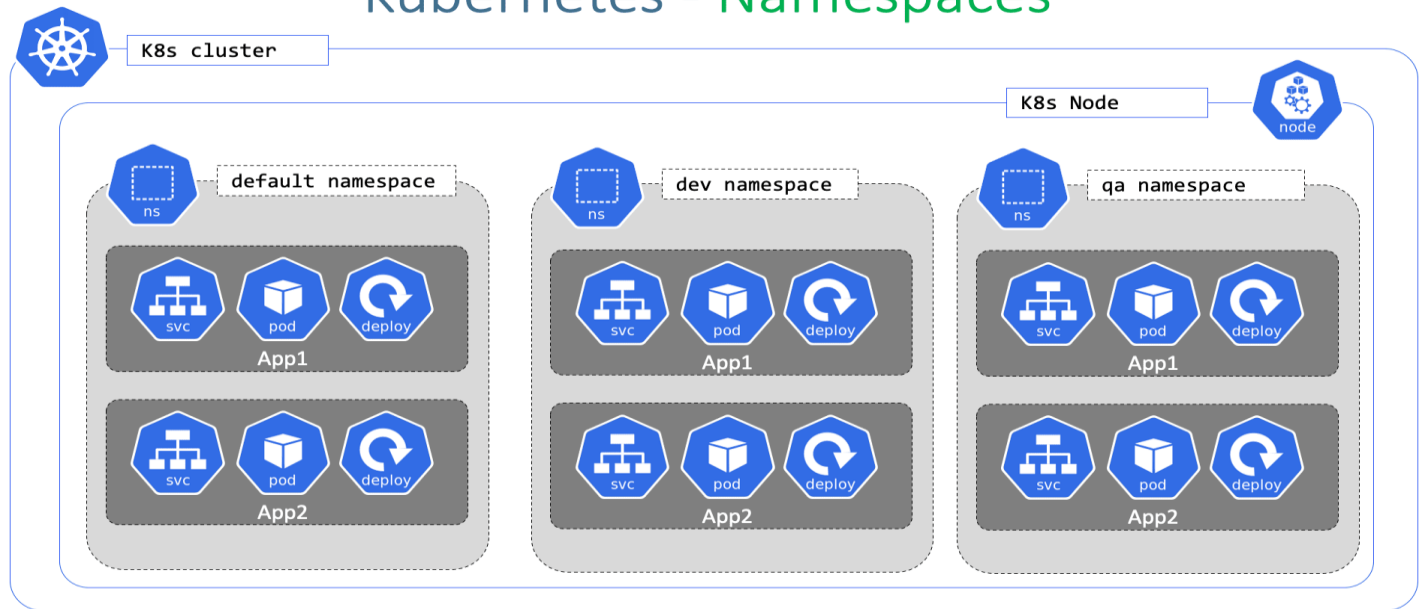 Kubernetes - Namespaces
K8s cluster
K8s Node
node
default namespace
dev namespace
qa namespace
ns
ns
ns
svc pod deploy
App1
svc pod deploy
App1
svc pod deploy
App1
svc pod deploy
App2
svc pod deploy
App2
svc pod deploy
App2